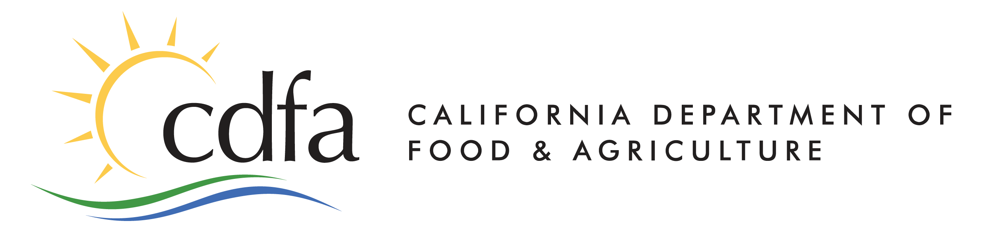 cdfa
CALIFORNIA DEPARTMENT OF
FOOD & AGRICULTURE